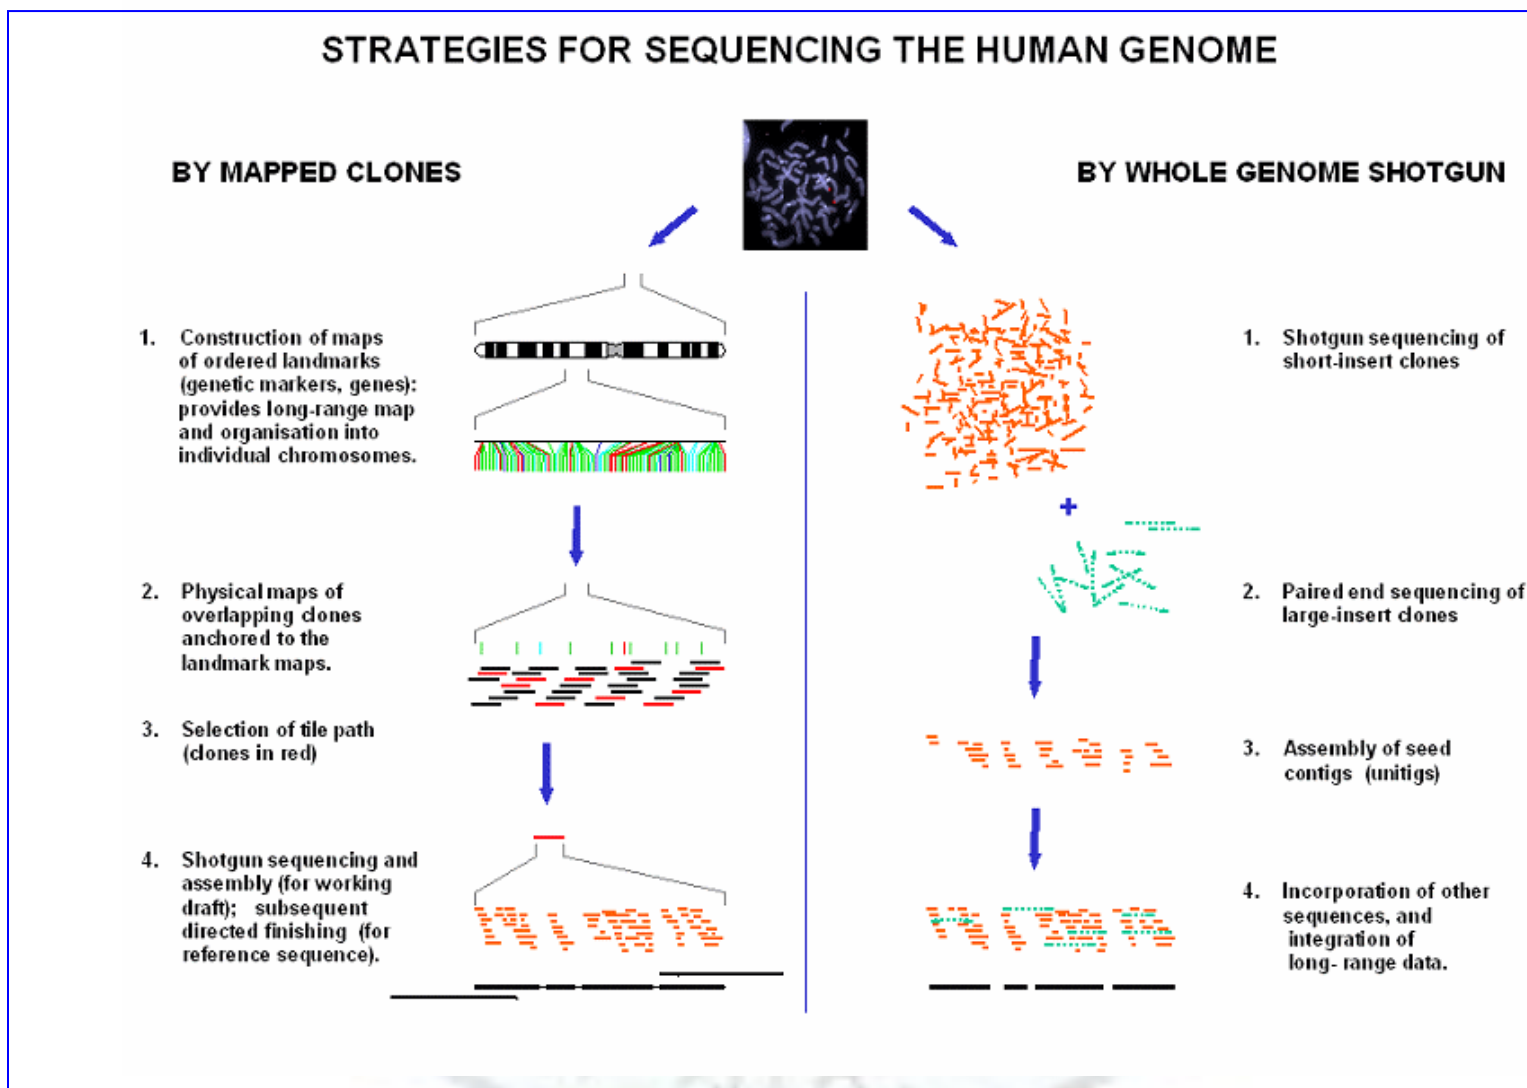 STRATEGIES FOR SEQUENCING THE HUMAN GENOME
BY MAPPED CLONES
1. Construction of maps
of ordered landmarks
(genetic markers, genes):
provides long-range map
and organisation into
individual chromosomes.
2. Physical maps of
overlapping clones
anchored to the
landmark maps.
3. Selection of tile path
(clones in red)
4. Shotgun sequencing and
assembly (for working
draft); subsequent
directed finishing (for
reference sequence).
BY WHOLE GENOME SHOTGUN
1. Shotgun sequencing of
short-insert clones
+
2. Paired end sequencing of
large-insert clones
3. Assembly of seed
contigs (unitigs)
4. Incorporation of other
sequences, and
integration of
long- range data.